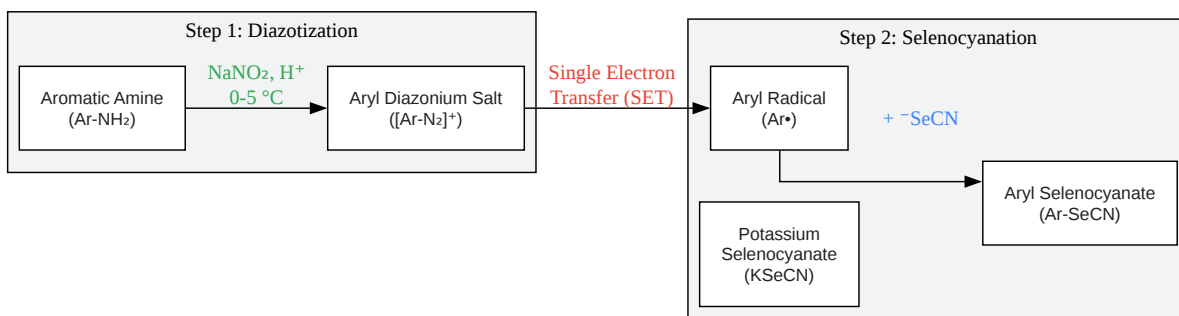 Step 1: Diazotization
Aromatic Amine
(Ar-NH₂)
NaNO₂, H⁺
0-5 °C
Aryl Diazonium Salt
([Ar-N₂]⁺)
Single Electron
Transfer (SET)
Step 2: Selenocyanation
Aryl Radical
(Ar•)
+ ⁻SeCN
Aryl Selenocyanate
(Ar-SeCN)
Potassium
Selenocyanate
(KSeCN)